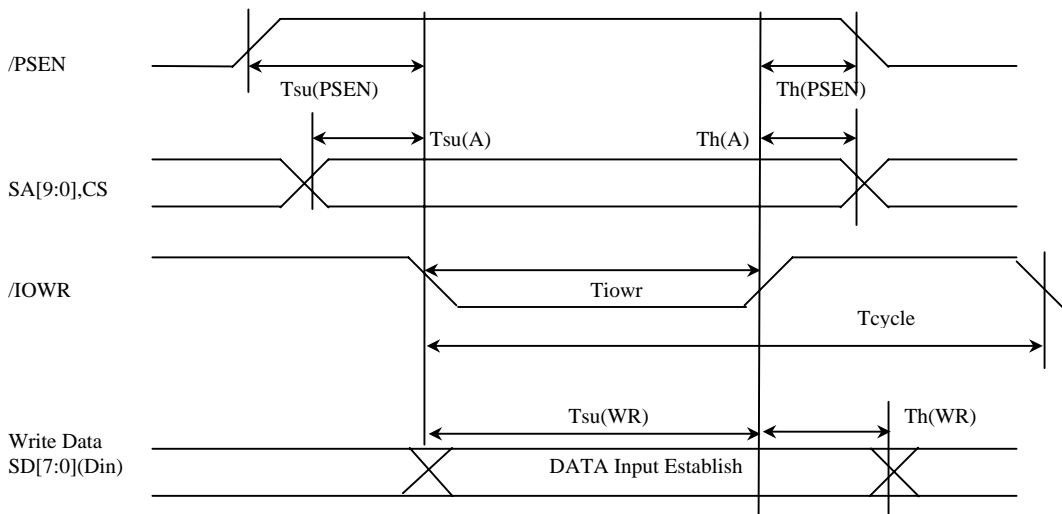 /PSEN
Tsu(PSEN)
Th(PSEN)
Tsu(A)
Th(A)
SA[9:0],CS
/IOWR
Tiowr
Tcycle
Tsu(WR)
Th(WR)
Write Data
SD[7:0](Din)
DATA Input Establish